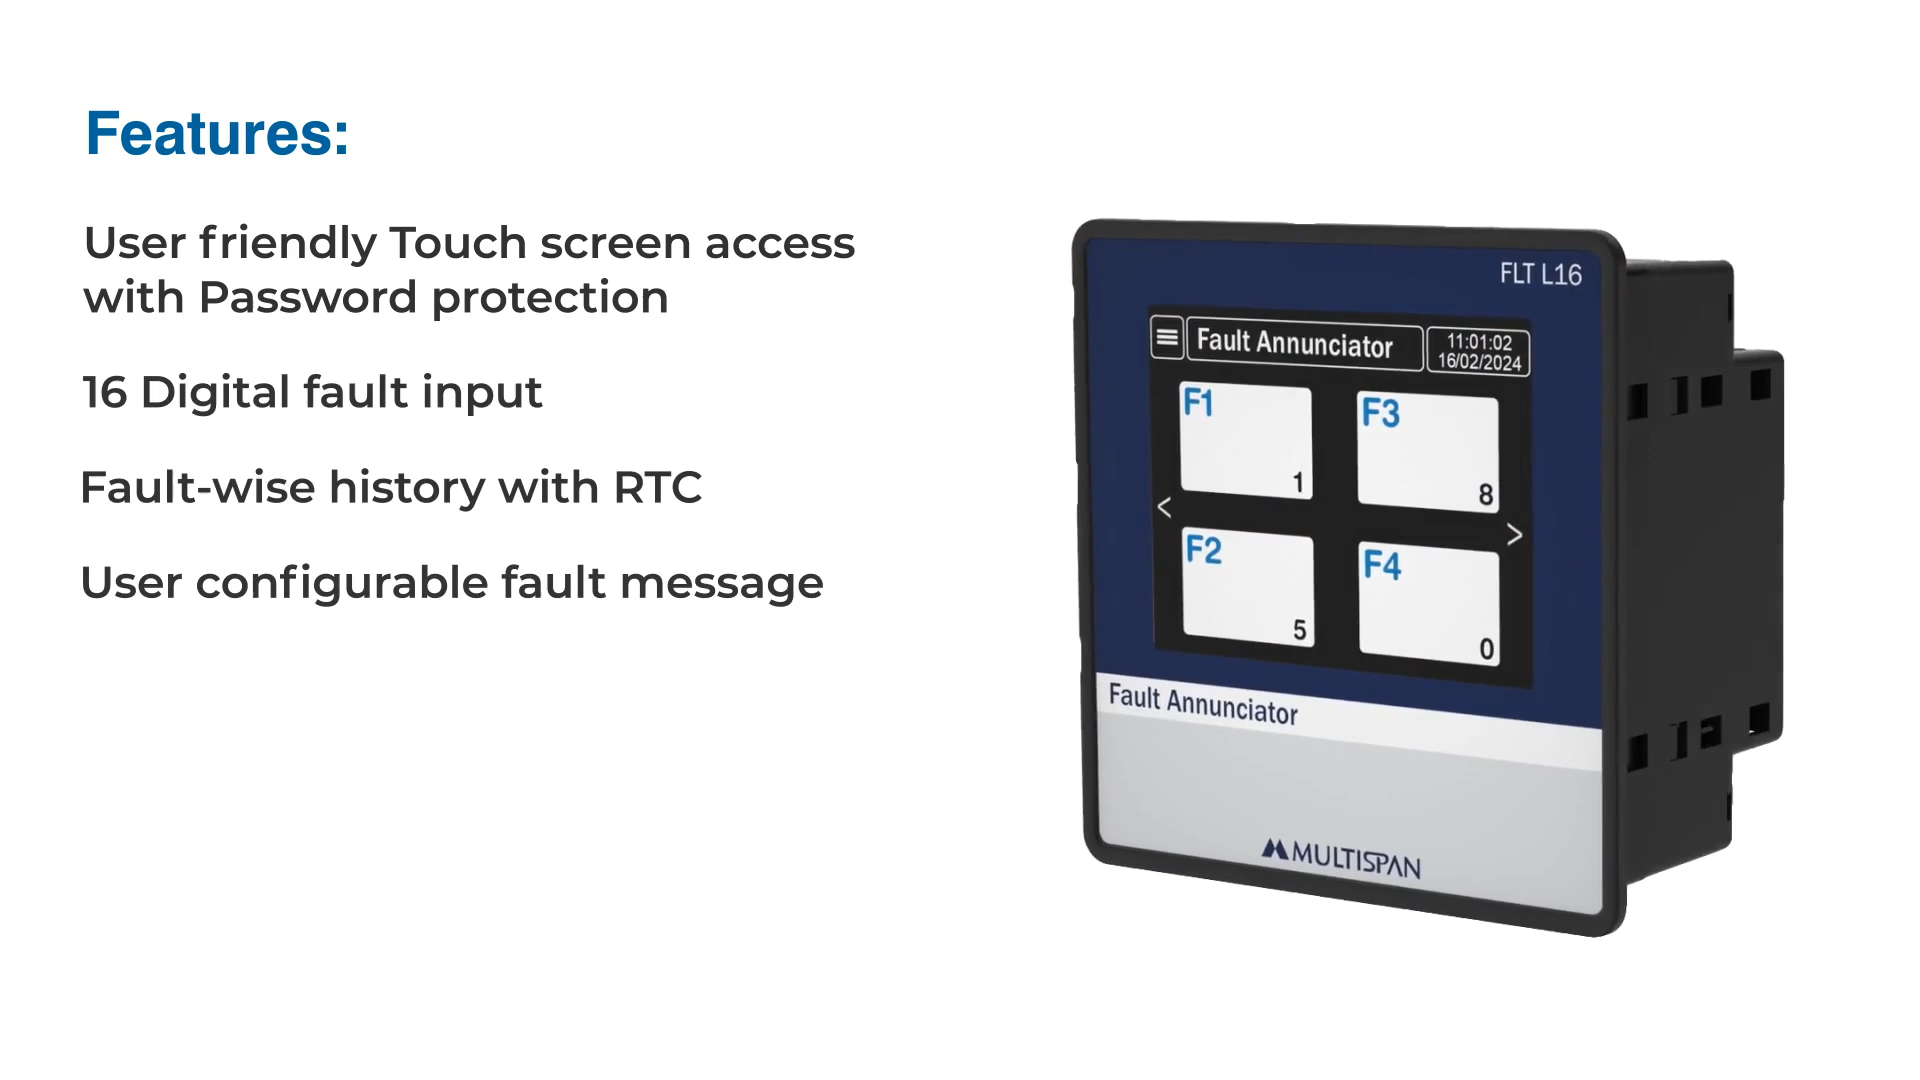 Features:
User friendly Touch screen access
with Password protection
16 Digital fault input
Fault-wise history with RTC
User configurable fault message
FLT L16
Fault Annunciator
11:01:02
16/02/2024
F1
1
F3
8
<
>
F2
5
F4
0
Fault Annunciator
MULTISPAN